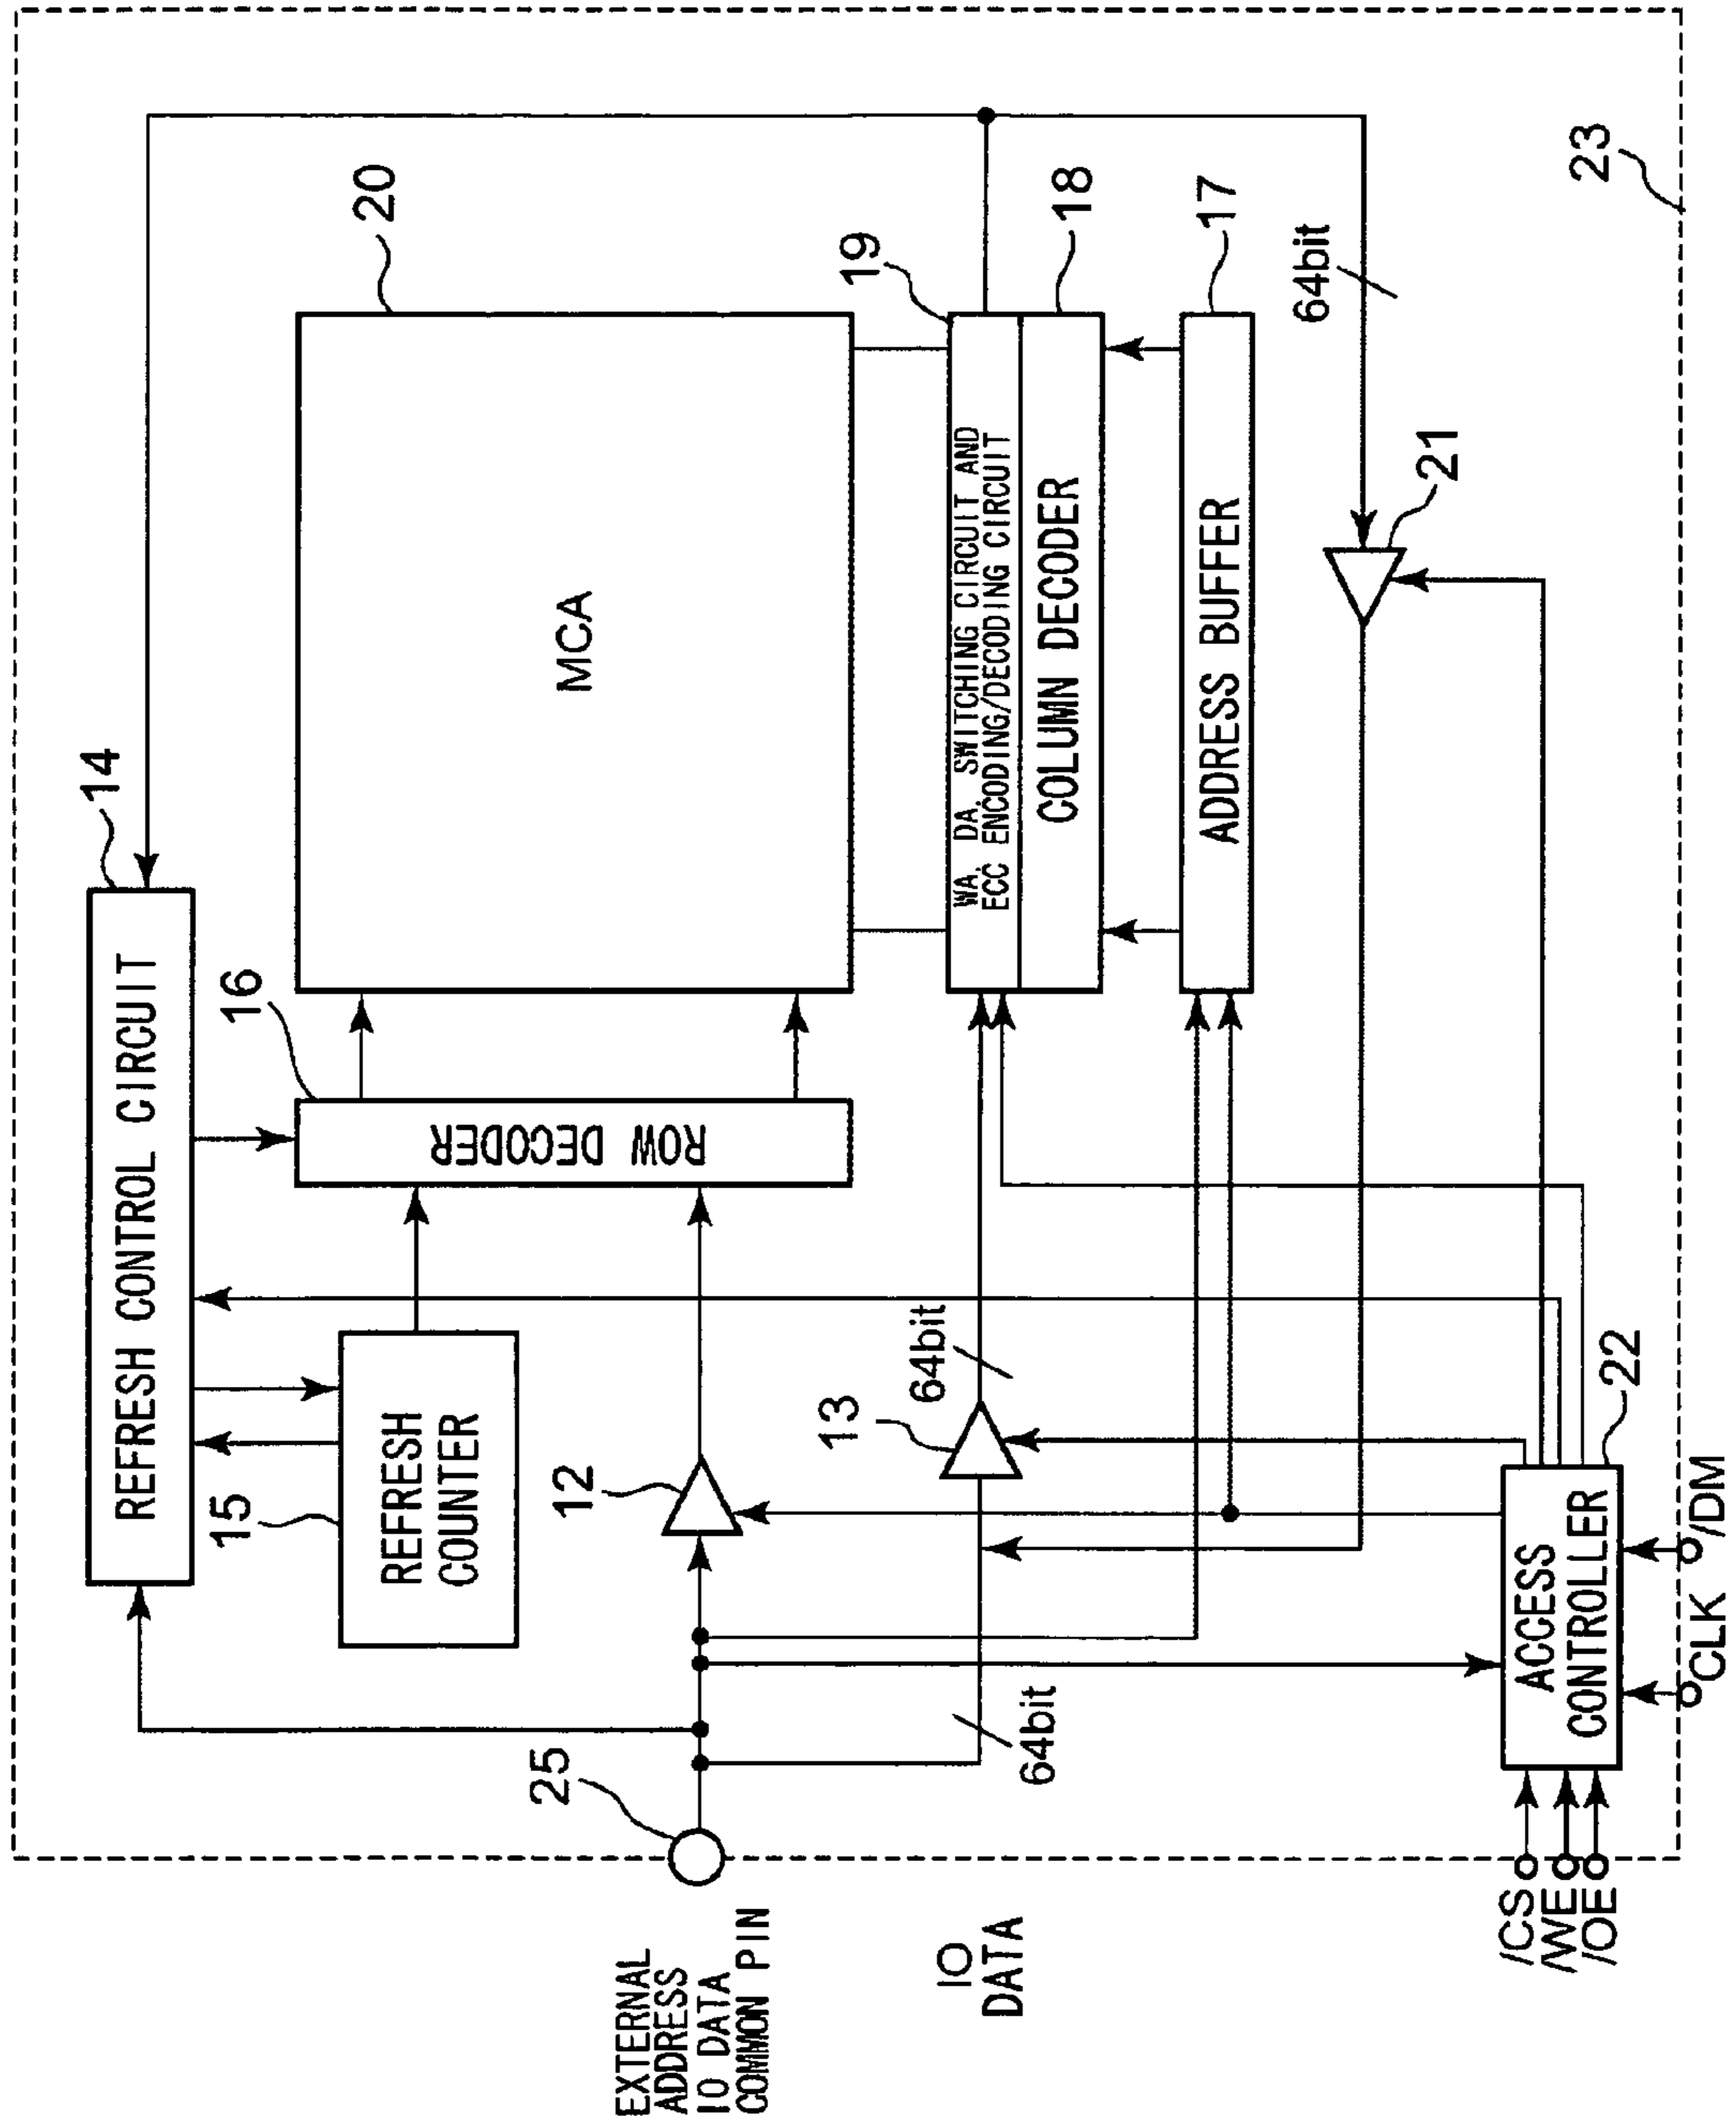 14
REFRESH CONTROL CIRCUIT
20
15
REFRESH
COUNTER
16
ROW DECODER
MCA
EXTERNAL
ADDRESS
IO DATA
COMMON PIN
25
12
IO
DATA
64bit
13
64bit
19
WA, DA, SWITCHING CIRCUIT AND
ECC ENCODING/DECODING CIRCUIT
COLUMN DECODER
18
ADDRESS BUFFER
17
64bit
21
/CS
/WE
/OE
ACCESS
CONTROLLER
22
CLK
/DM
23